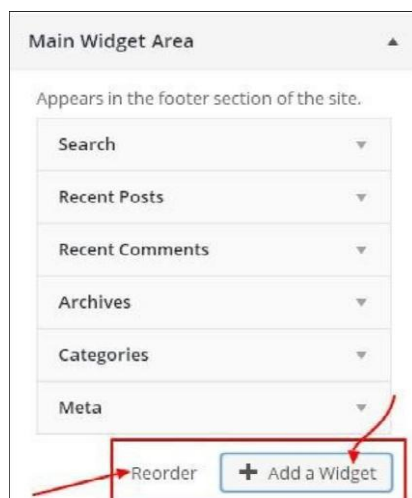 Main Widget Area
Appears in the footer section of the site.
Search
Recent Posts
Recent Comments
Archives
Categories
Meta
Reorder + Add a Widget